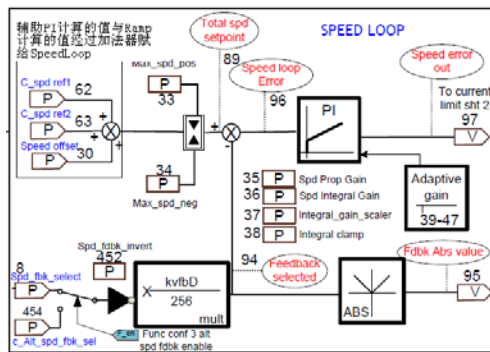 辅助PI计算的值与Ramp
计算的值经过加法器赋
给SpeedLoop
C_spd ref1
62
P
C_spd ref2
63
P
Speed offset
30
P
Max_spd_pos
33
P
34
P
Max_spd_neg
Total spd
setpoint
89
SPEED LOOP
Speed loop
Error
96
PI
Speed error
out
To current
limit sht 2
97
V
35 P Spd Prop Gain
36 P Spd Integral Gain
37 P Integral_gain_scaler
38 P Integral clamp
Adaptive
gain
39-47
8
Spd_fbk_select
P
454
P
c_Alt_spd_fbk_sel
Spd_fdbk_invert
452
P
X
kvfbD
256
mult
F_en
Func conf 3 alt
spd fdbk enable
94
Feedback
selected
ABS
Fdbk Abs value
95
V